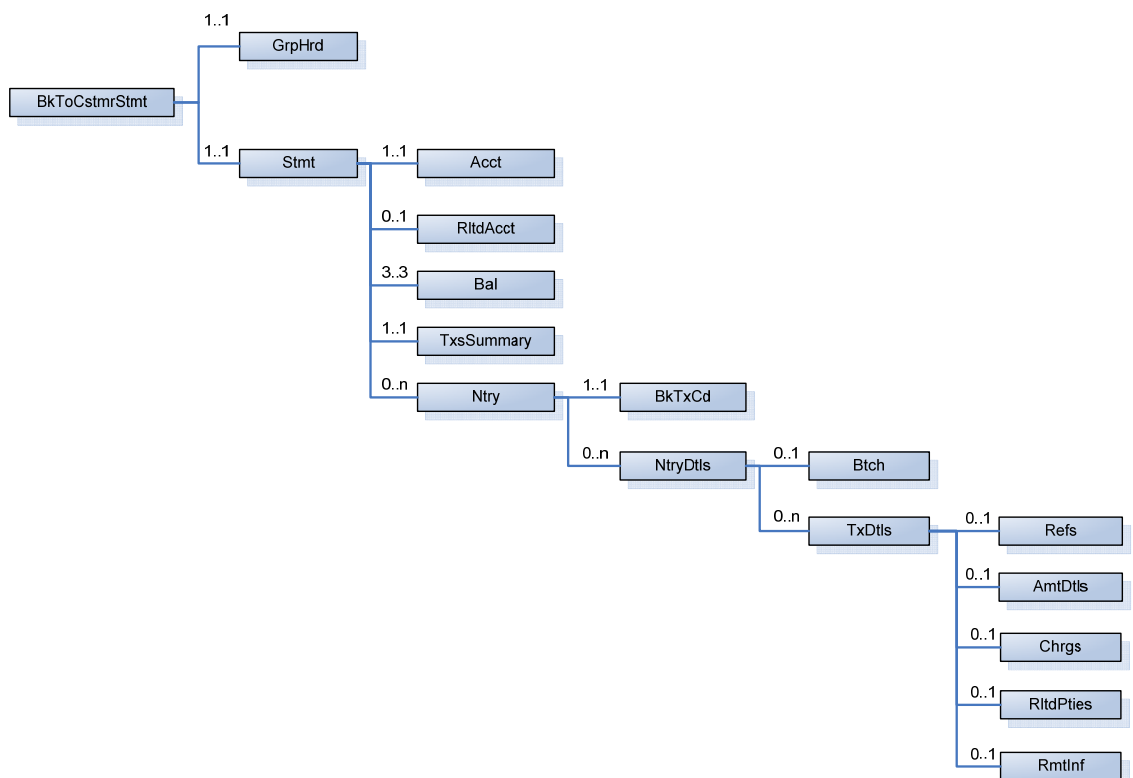 1..1
GrpHrd
BkToCstmrStmt
1..1
Stmt
1..1
Acct
0..1
RltdAcct
3..3
Bal
1..1
TxsSummary
0..n
Ntry
1..1
BkTxCd
0..n
NtryDtls
0..1
Btch
0..n
TxDtls
0..1
Refs
0..1
AmtDtls
0..1
Chrgs
0..1
RltdPties
0..1
RmtInf